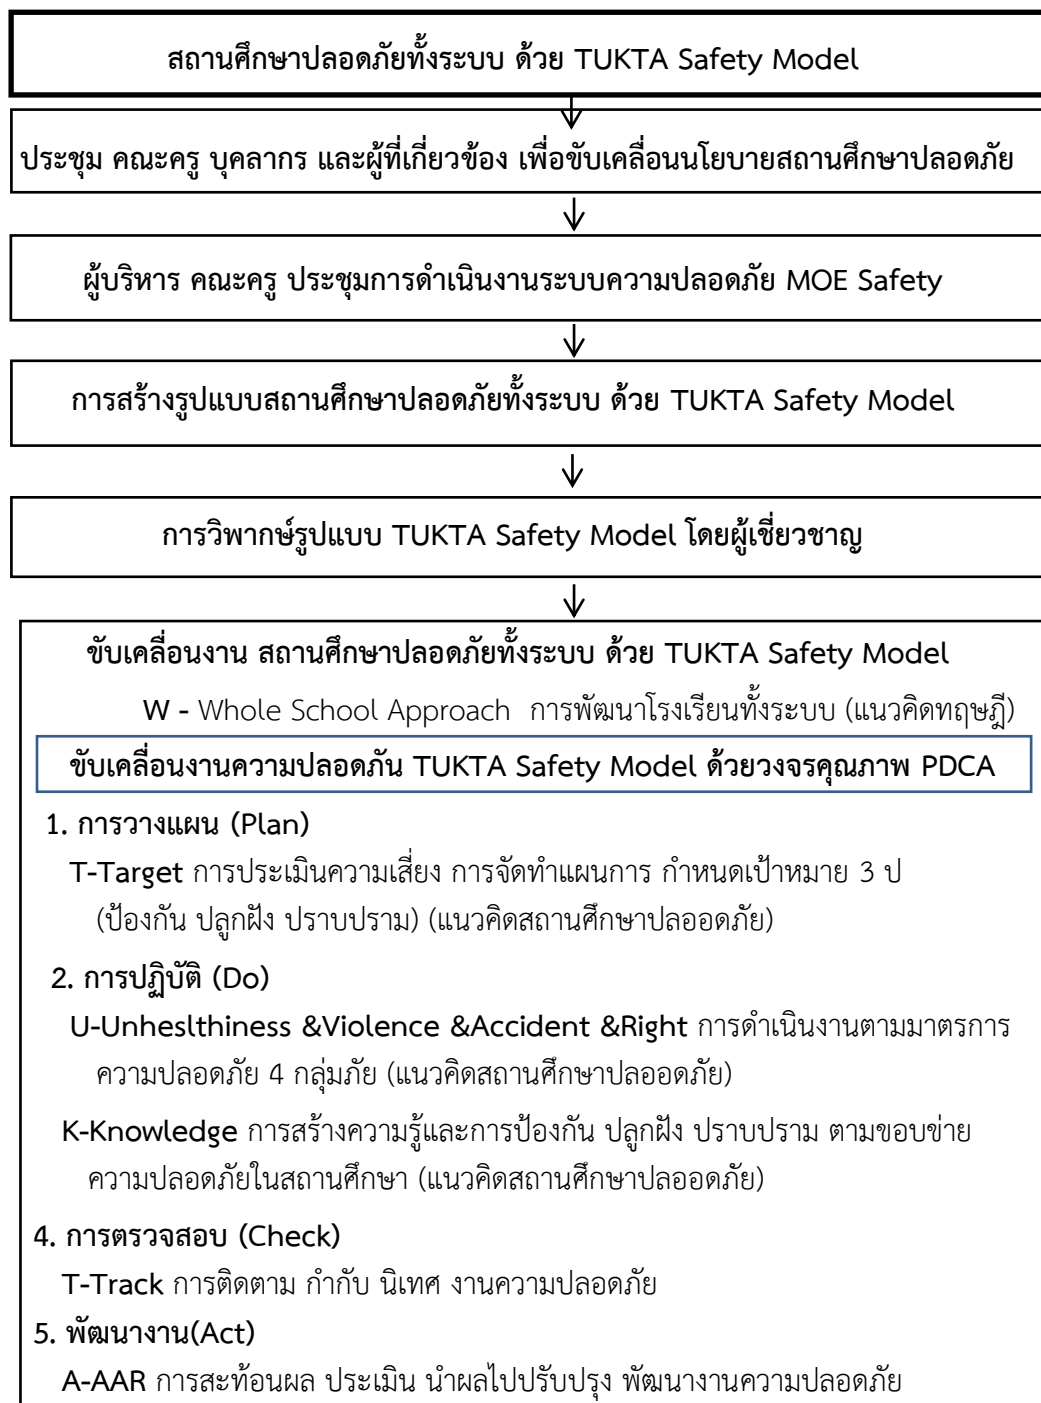 สถานศึกษาปลอดภัยทั้งระบบ ด้วย TUKTA Safety Model
ประชุม คณะครู บุคลากร และผู้ที่เกี่ยวข้อง เพื่อขับเคลื่อนนโยบายสถานศึกษาปลอดภัย
ผู้บริหาร คณะครู ประชุมการดำเนินงานระบบความปลอดภัย MOE Safety
การสร้างรูปแบบสถานศึกษาปลอดภัยทั้งระบบ ด้วย TUKTA Safety Model
การวิพากษ์รูปแบบ TUKTA Safety Model โดยผู้เชี่ยวชาญ
ขับเคลื่อนงาน สถานศึกษาปลอดภัยทั้งระบบ ด้วย TUKTA Safety Model
W - Whole School Approach การพัฒนาโรงเรียนทั้งระบบ (แนวคิดทฤษฎี)
ขับเคลื่อนงานความปลอดภัน TUKTA Safety Model ด้วยวงจรคุณภาพ PDCA
1. การวางแผน (Plan)
T-Target การประเมินความเสี่ยง การจัดทำแผนการ กำหนดเป้าหมาย 3 ป
(ป้องกัน ปลูกฝัง ปราบปราม) (แนวคิดสถานศึกษาปลออดภัย)
2. การปฏิบัติ (Do)
U-Unheslthiness &Violence &Accident &Right การดำเนินงานตามมาตรการ
ความปลอดภัย 4 กลุ่มภัย (แนวคิดสถานศึกษาปลออดภัย)
K-Knowledge การสร้างความรู้และการป้องกัน ปลูกฝัง ปราบปราม ตามขอบข่าย
ความปลอดภัยในสถานศึกษา (แนวคิดสถานศึกษาปลออดภัย)
4. การตรวจสอบ (Check)
T-Track การติดตาม กำกับ นิเทศ งานความปลอดภัย
5. พัฒนางาน(Act)
A-AAR การสะท้อนผล ประเมิน นำผลไปปรับปรุง พัฒนางานความปลอดภัย